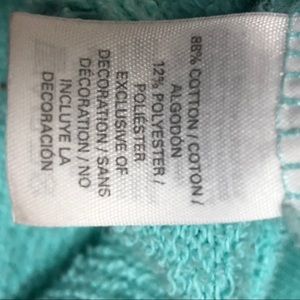 88% COTTON / COTON /
ALGODÓN
12% POLYESTER /
POLIÉSTER
EXCLUSIVE OF
DECORATION / SANS
DÉCORATION / NO
INCLUYE LA
DECORACIÓN